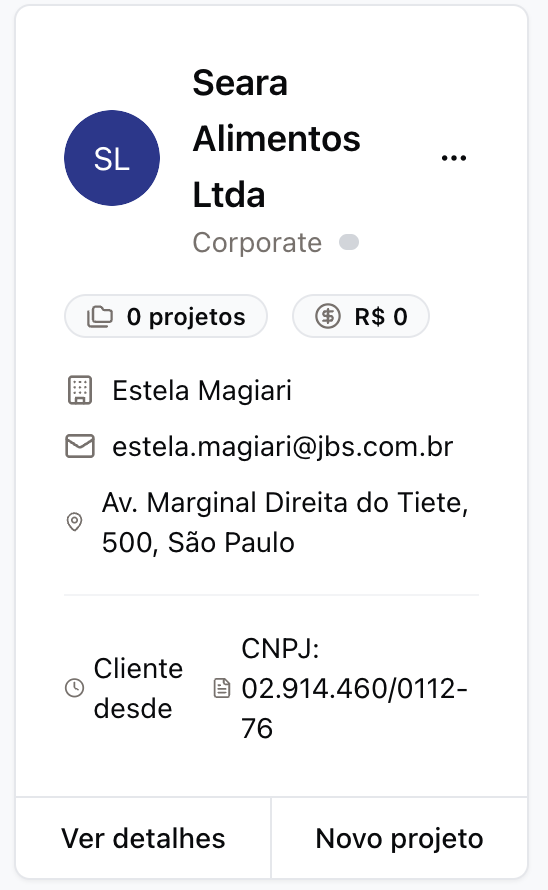 Seara
Alimentos
Ltda
SL
...
Corporate
0 projetos
R$ 0
Estela Magiari
estela.magiari@jbs.com.br
Av. Marginal Direita do Tiete,
500, São Paulo
Cliente
desde
CNPJ:
02.914.460/0112-
76
Ver detalhes
Novo projeto